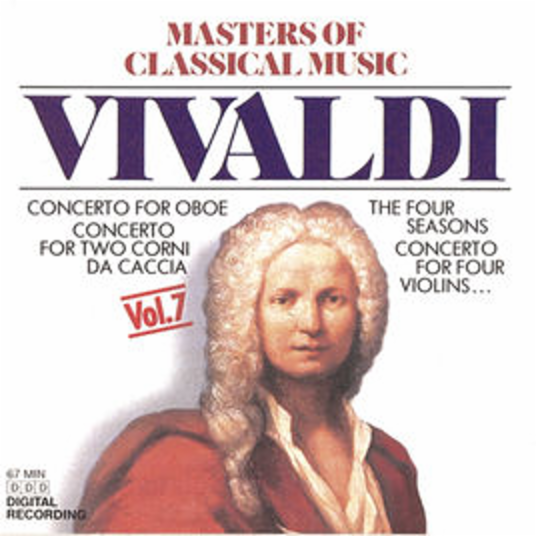 MASTERS OF
CLASSICAL MUSIC
VIVALDI
CONCERTO FOR OBOE
CONCERTO
FOR TWO CORNI
DA CACCIA
THE FOUR
SEASONS
CONCERTO
FOR FOUR
VIOLINS...
Vol.7
67 MIN
DDD
DIGITAL
RECORDING